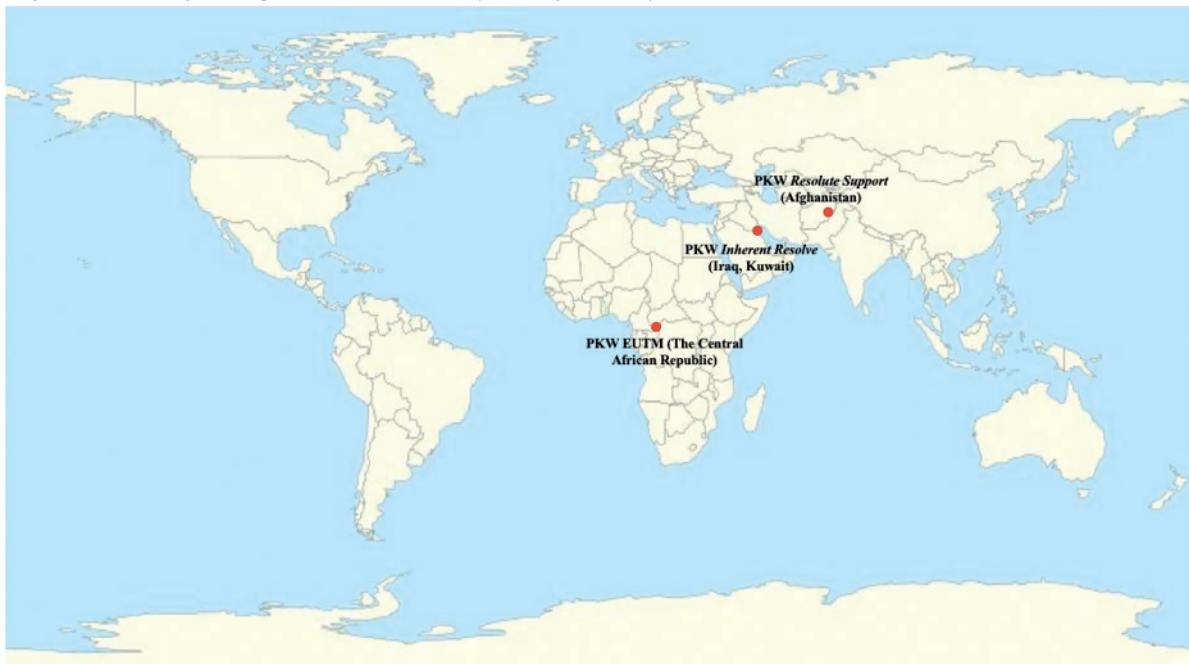 PKW Resolute Support
(Afghanistan)
PKW Inherent Resolve
(Iraq, Kuwait)
PKW EUTM (The Central
African Republic)